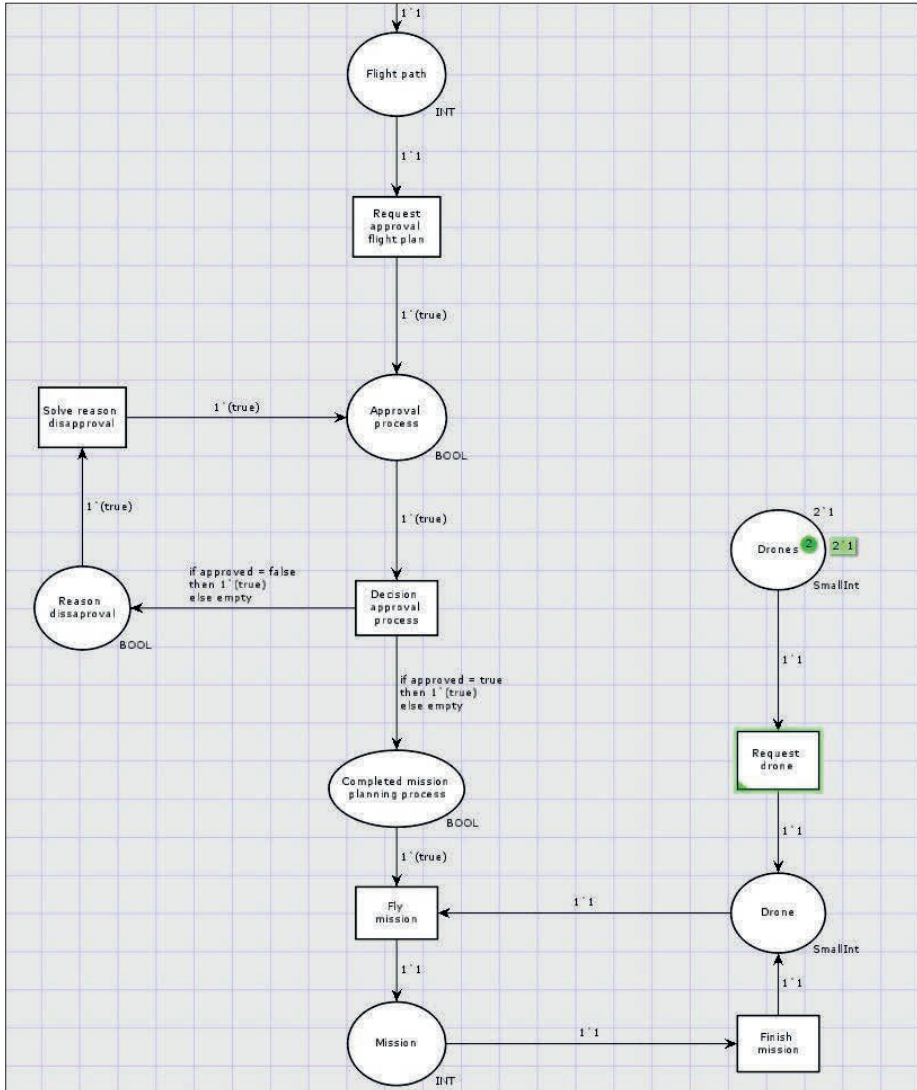 1`1
Flight path
INT
1`1
Request
approval
flight plan
1`(true)
Solve reason
disapproval
1`(true)
Approval
process
BOOL
1`(true)
1`(true)
2`1
Drones
2
2`1
SmallInt
Reason
dissaproval
BOOL
if approved = false
then 1`(true)
else empty
Decision
approval
process
1`1
if approved = true
then 1`(true)
else empty
Request
drone
Completed mission
planning process
BOOL
1`1
1`(true)
Fly
mission
1`1
Drone
SmallInt
1`1
1`1
Mission
INT
1`1
Finish
mission